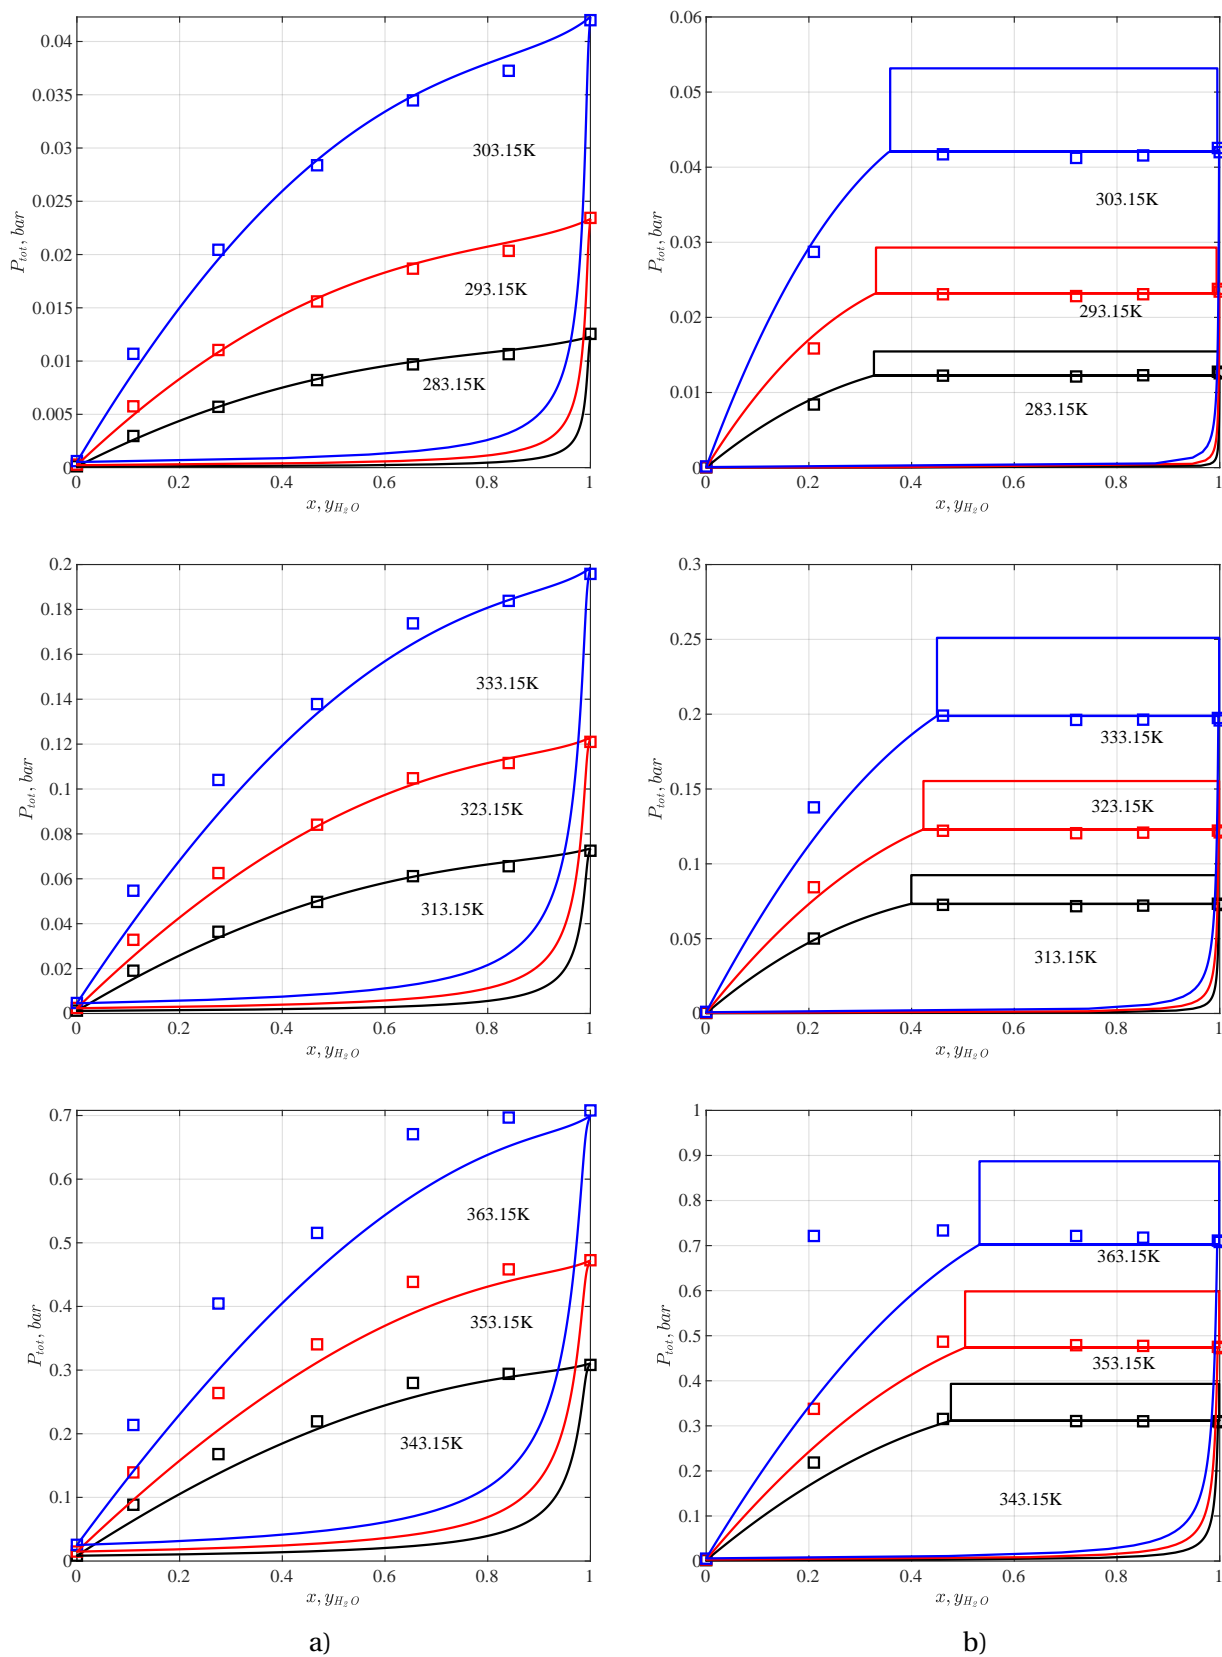 0.04
0.035
0.03
0.025
0.02
0.015
0.01
0.005
0
P_tot, bar
303.15K
293.15K
283.15K
0 0.2 0.4 0.6 0.8 1
x, y_H2O
0.06
0.05
0.04
0.03
0.02
0.01
0
P_tot, bar
303.15K
293.15K
283.15K
0 0.2 0.4 0.6 0.8 1
x, y_H2O
0.2
0.18
0.16
0.14
0.12
0.1
0.08
0.06
0.04
0.02
0
P_tot, bar
333.15K
323.15K
313.15K
0 0.2 0.4 0.6 0.8 1
x, y_H2O
0.3
0.25
0.2
0.15
0.1
0.05
0
P_tot, bar
333.15K
323.15K
313.15K
0 0.2 0.4 0.6 0.8 1
x, y_H2O
0.7
0.6
0.5
0.4
0.3
0.2
0.1
0
P_tot, bar
363.15K
353.15K
343.15K
0 0.2 0.4 0.6 0.8 1
x, y_H2O
1
0.9
0.8
0.7
0.6
0.5
0.4
0.3
0.2
0.1
0
P_tot, bar
363.15K
353.15K
343.15K
0 0.2 0.4 0.6 0.8 1
x, y_H2O
a)
b)